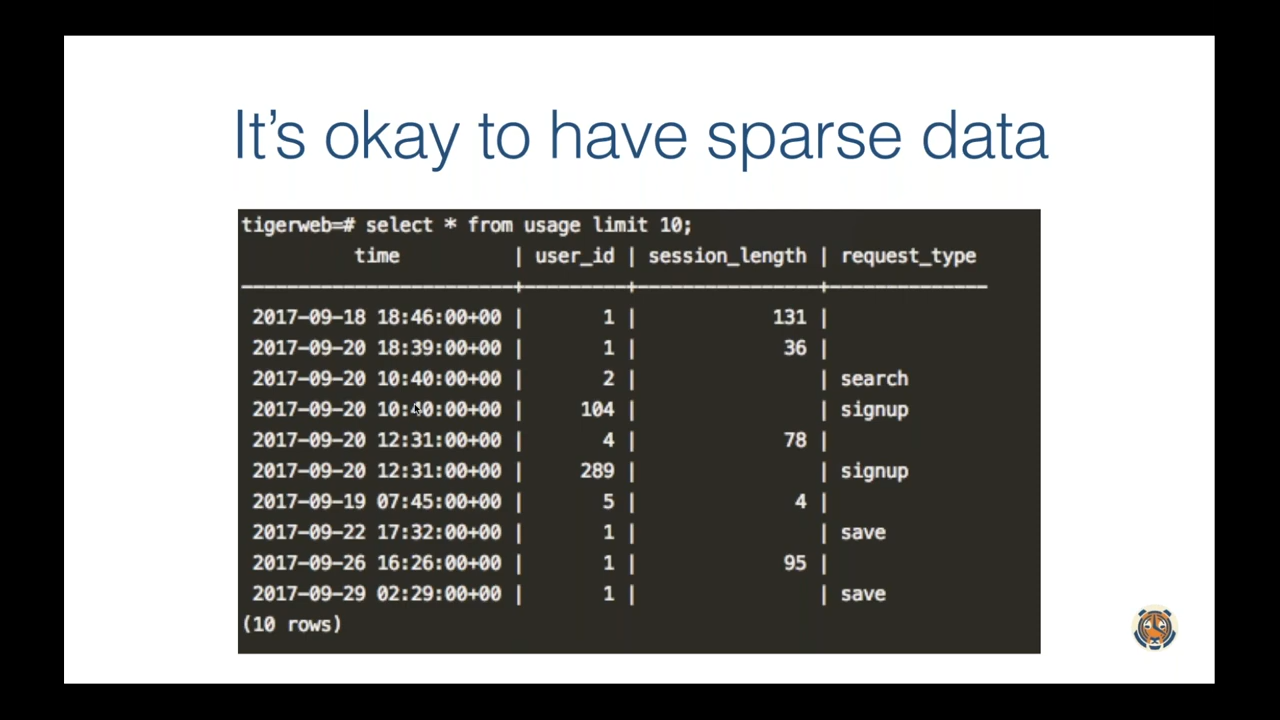 It's okay to have sparse data
tigerweb=# select * from usage limit 10;
time | user_id | session_length | request_type
------------------------+---------+----------------+--------------
2017-09-18 18:46:00+00 | 1 | 131 |
2017-09-20 18:39:00+00 | 1 | 36 |
2017-09-20 10:40:00+00 | 2 | | search
2017-09-20 10:40:00+00 | 104 | | signup
2017-09-20 12:31:00+00 | 4 | 78 |
2017-09-20 12:31:00+00 | 289 | | signup
2017-09-19 07:45:00+00 | 5 | 4 |
2017-09-22 17:32:00+00 | 1 | | save
2017-09-26 16:26:00+00 | 1 | 95 |
2017-09-29 02:29:00+00 | 1 | | save
(10 rows)